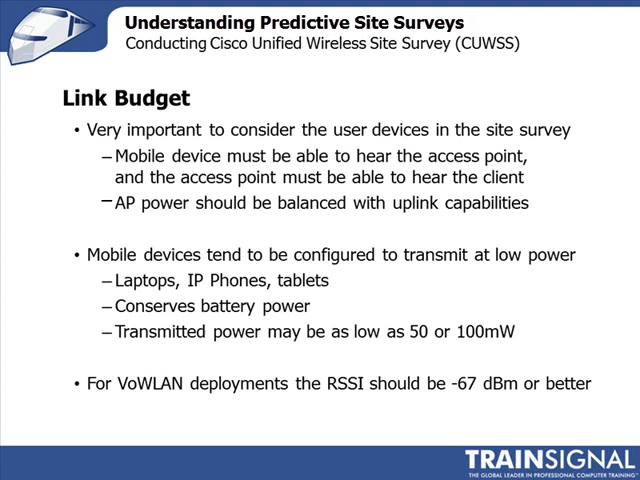 Understanding Predictive Site Surveys
Conducting Cisco Unified Wireless Site Survey (CUWSS)
Link Budget
• Very important to consider the user devices in the site survey
– Mobile device must be able to hear the access point,
and the access point must be able to hear the client
– AP power should be balanced with uplink capabilities
• Mobile devices tend to be configured to transmit at low power
– Laptops, IP Phones, tablets
– Conserves battery power
– Transmitted power may be as low as 50 or 100mW
• For VoWLAN deployments the RSSI should be -67 dBm or better
TRAINSIGNAL
THE GLOBAL LEADER IN PROFESSIONAL COMPUTER TRAINING™